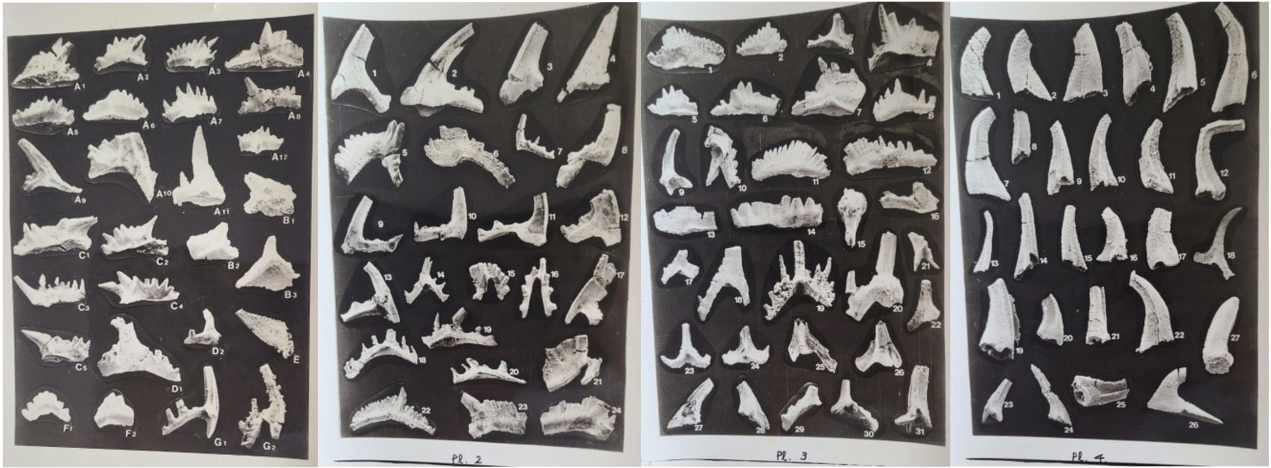 A1 A2 A3 A4
A5 A6 A7 A8
A9 A10 A11 A12
B1
C1 C2 B2
B3
C3 C4
C5 D1 D2 E
F1 F2 G1 G2
1 2 3 4
5 6 7 8
9 10 11 12
13 14 15 16 17
18 19 20 21
22 23 24
Pl. 2
1 2 3 4
5 6 7 8
9 10 11 12
13 14 15 16
17 18 19 20 21
22
23 24 25 26
27 28 29 30 31
Pl. 3
1 2 3 4 5 6
7 8 9 10 11 12
13 14 15 16 17 18
19 20 21 22 27
23 24 25 26
Pl. 4